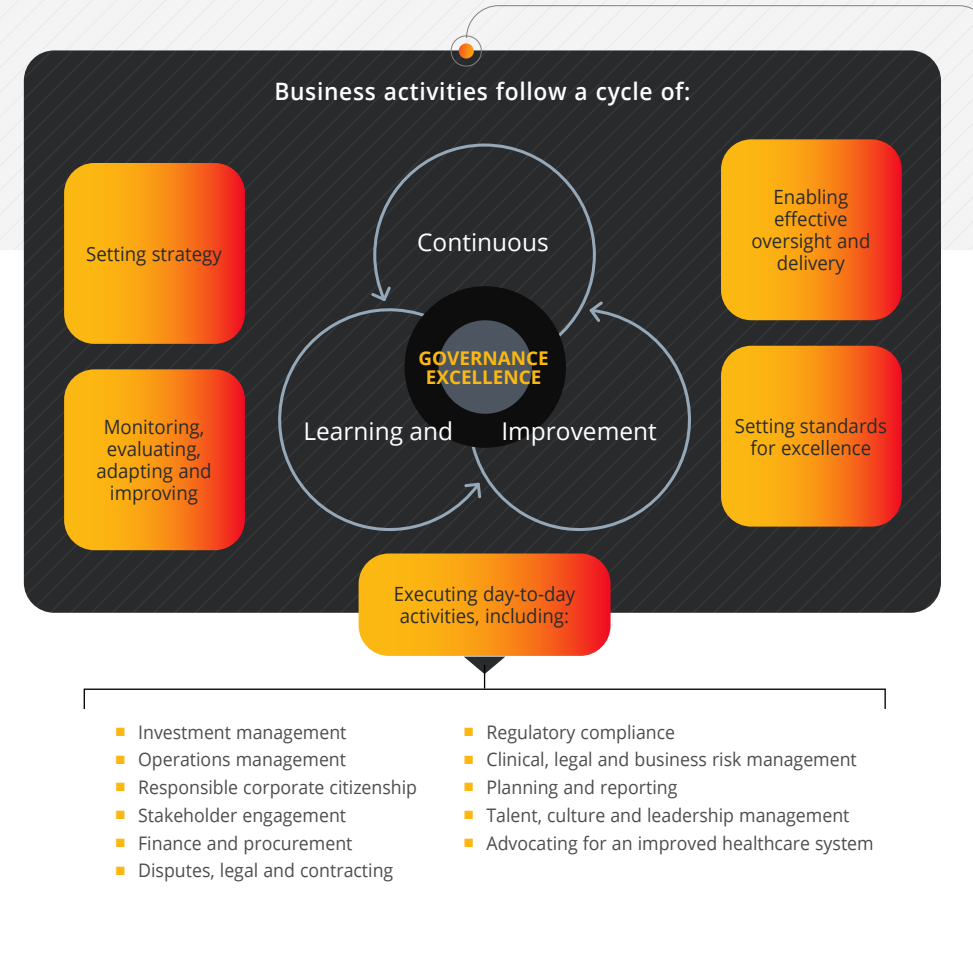 Business activities follow a cycle of:
Setting strategy
Monitoring,
evaluating,
adapting and
improving
Continuous
GOVERNANCE
EXCELLENCE
Learning and
Improvement
Enabling
effective
oversight and
delivery
Setting standards
for excellence
Executing day-to-day
activities, including:
Investment management
Operations management
Responsible corporate citizenship
Stakeholder engagement
Finance and procurement
Disputes, legal and contracting
Regulatory compliance
Clinical, legal and business risk management
Planning and reporting
Talent, culture and leadership management
Advocating for an improved healthcare system